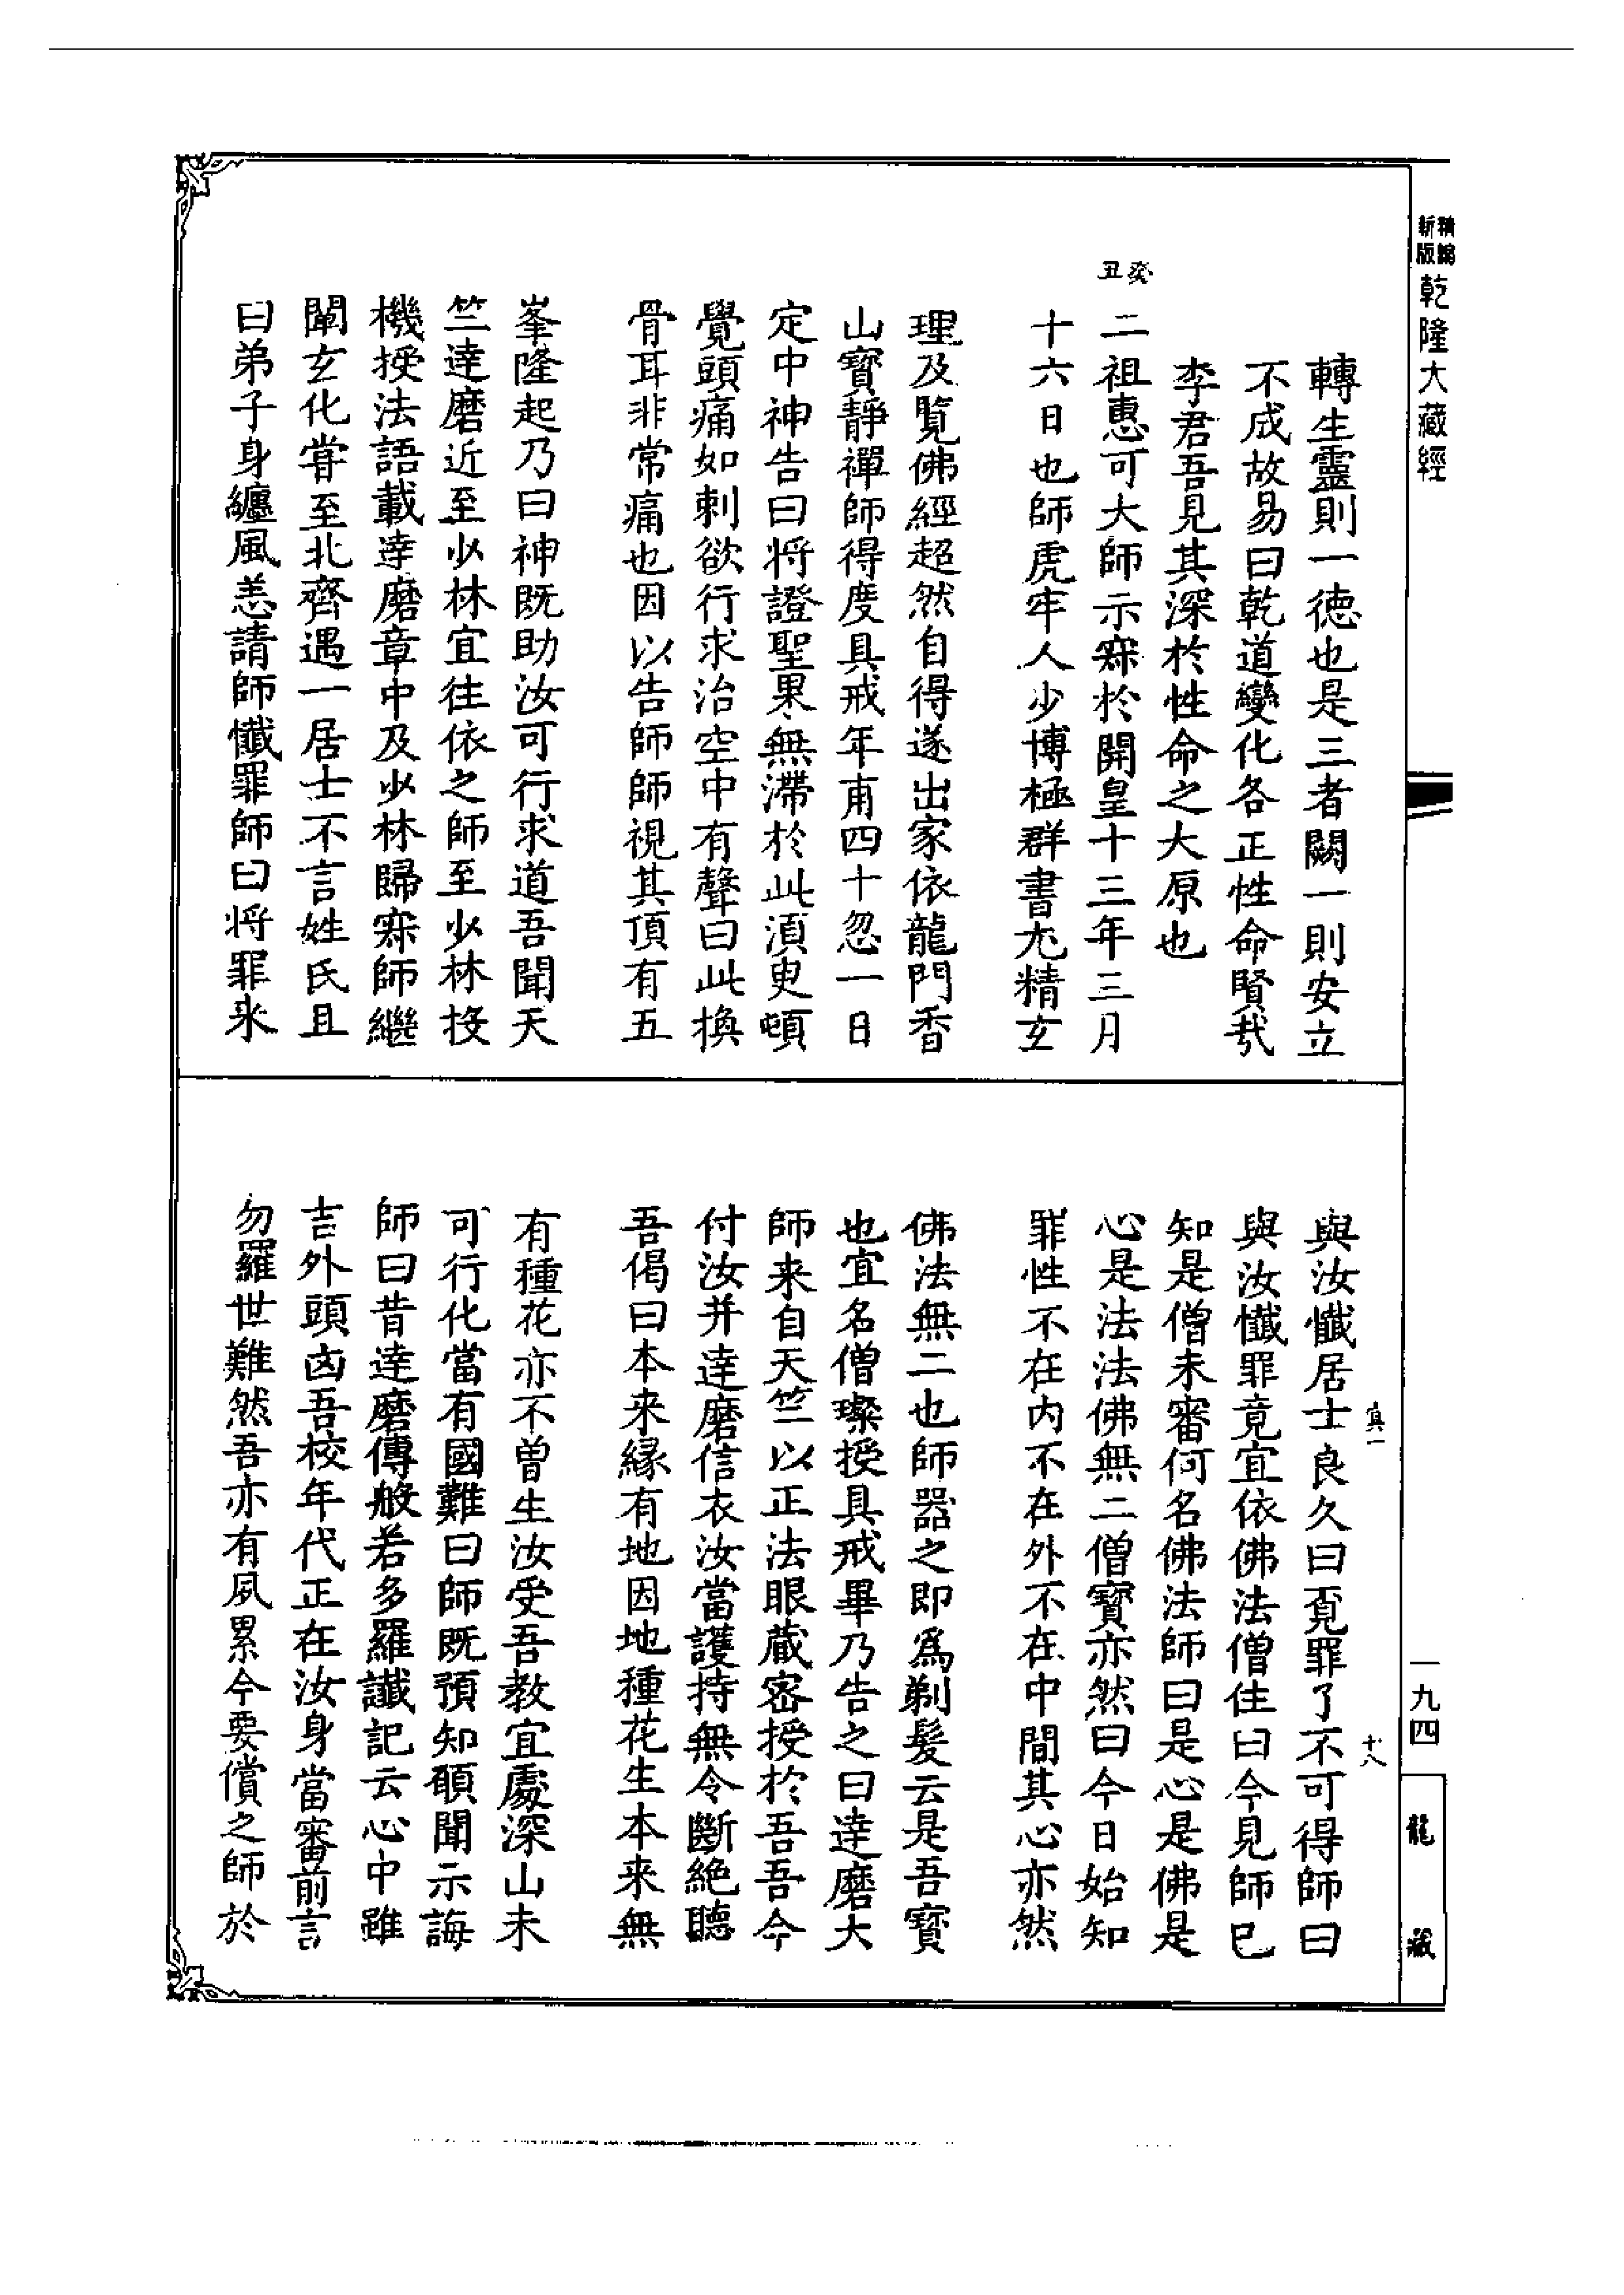 新編
精版
乾隆大藏經
轉生靈則一德也是三者闕一則安立
不成故易曰乾道變化各正性命賢哉
李君吾見其深於性命之大原也
癸丑
二祖惠可大師示寂於開皇十三年三月
十六日也師虎牢人少博極群書尤精玄
理及覽佛經超然自得遂出家依龍門香
山寶靜禪師得度具戒年甫四十忽一日
定中神告曰将證聖果無滯於此湏臾頓
覺頭痛如刺欲行求治空中有聲曰此換
骨耳非常痛也因以告師師視其頂有五
峯隆起乃曰神既助汝可行求道吾聞天
竺達磨近至少林宜往依之師至少林投
機授法語載達磨章中及少林歸寂師繼
闡玄化嘗至北齊遇一居士不言姓氏且
曰弟子身纏風恙請師懺罪師曰将罪来
與汝懺居士良久曰覔罪了不可得師曰
與汝懺罪竟宜依佛法僧住曰今見師已
知是僧未審何名佛法師曰是心是佛是
心是法法佛無二僧寶亦然曰今日始知
罪性不在内不在外不在中間其心亦然
佛法無二也師器之即為剃髮云是吾寶
也宜名僧璨授具戒畢乃告之曰達磨大
師来自天竺以正法眼藏密授於吾吾今
付汝并達磨信衣汝當護持無令斷絕聽
吾偈曰本来緣有地因地種花生本来無
有種花亦不曾生汝受吾教宜處深山未
可行化當有國難曰師既預知願聞示誨
師曰昔達磨傳般若多羅讖記云心中雖
吉外頭凶吾校年代正在汝身當審前言
勿羅世難然吾亦有夙累今要償之師於
真一
十八
一九四
龍藏